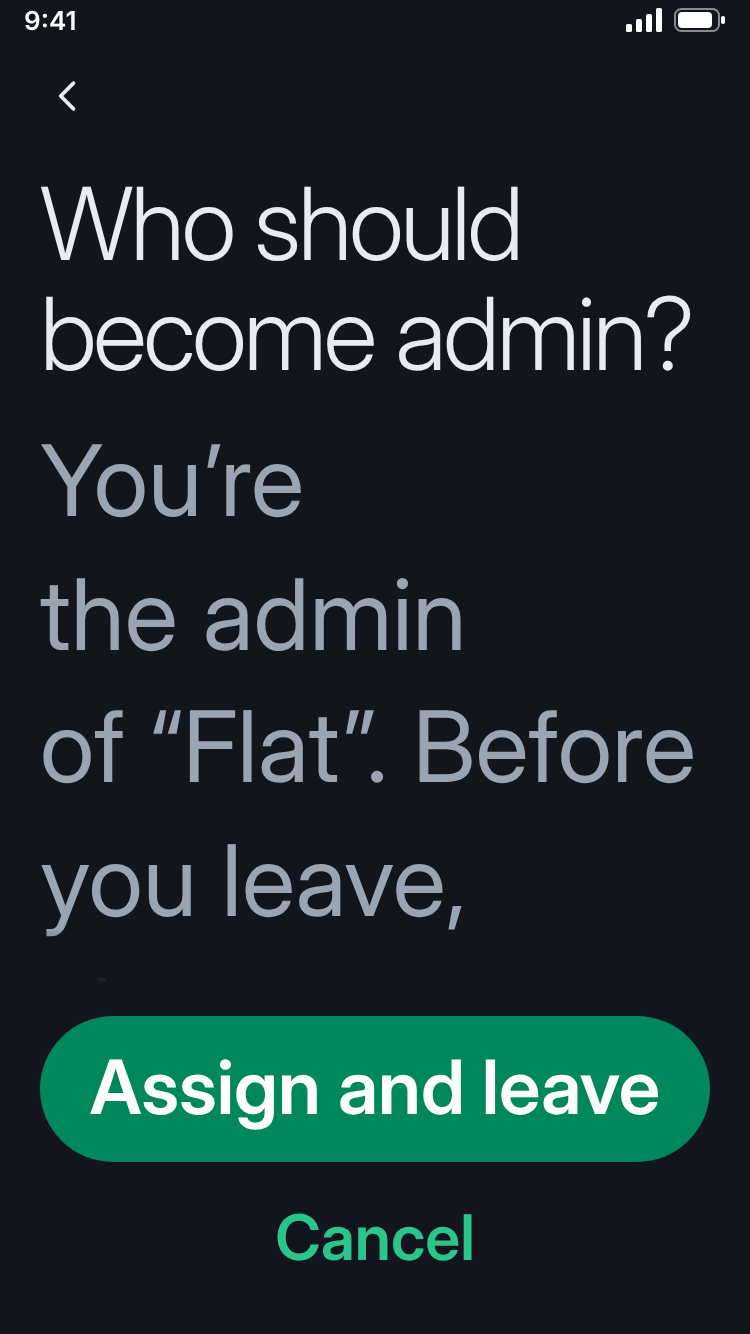 9:41
Who should
become admin?
You’re
the admin
of “Flat”. Before
you leave,
Assign and leave
Cancel